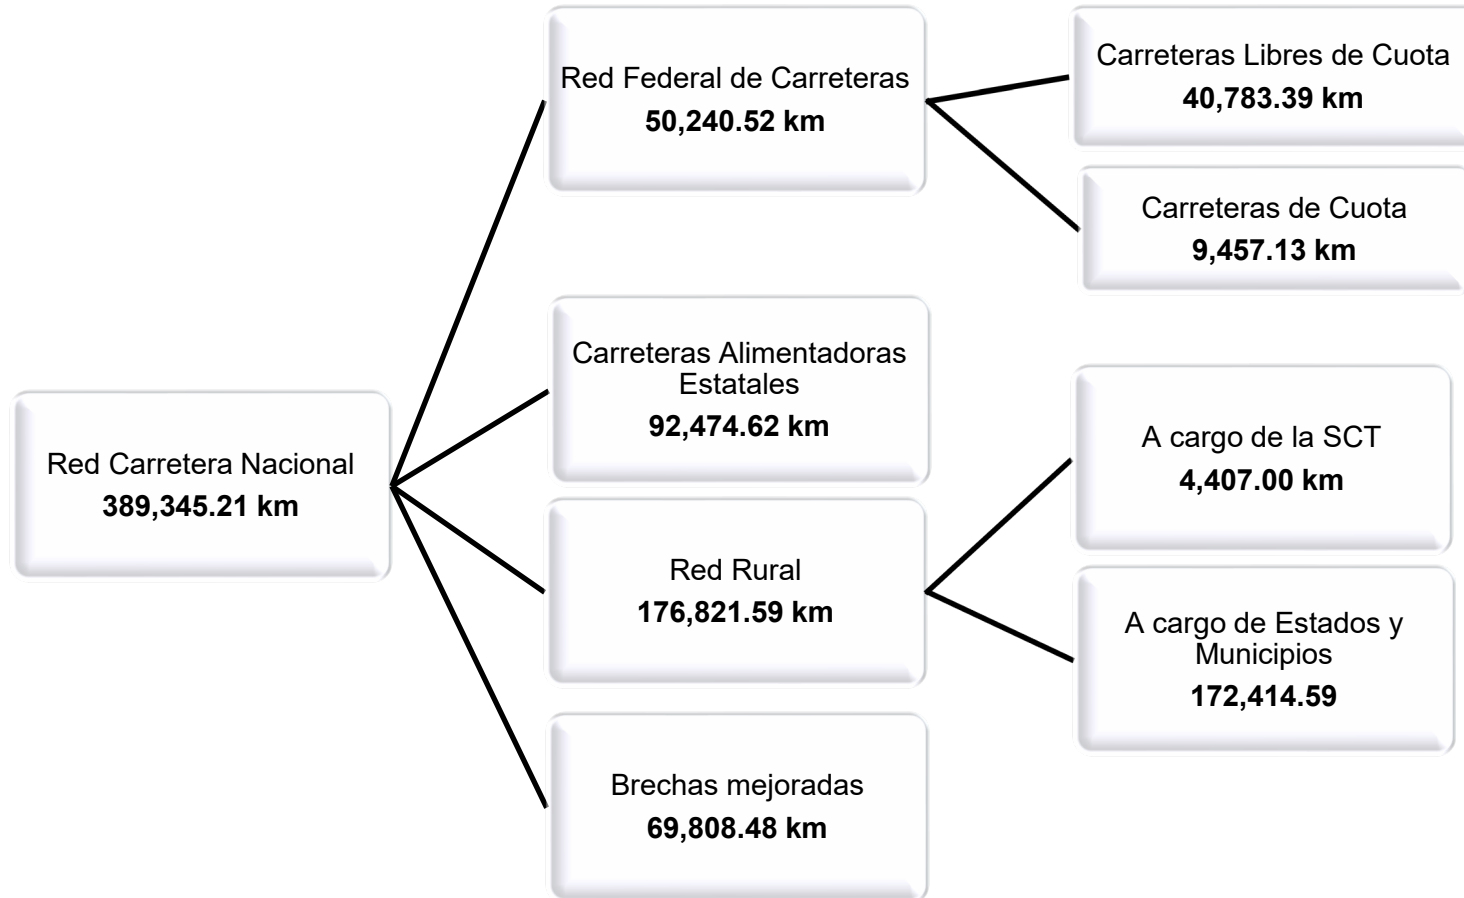 Red Carretera Nacional
389,345.21 km
Red Federal de Carreteras
50,240.52 km
Carreteras Libres de Cuota
40,783.39 km
Carreteras de Cuota
9,457.13 km
Carreteras Alimentadoras
Estatales
92,474.62 km
Red Rural
176,821.59 km
A cargo de la SCT
4,407.00 km
A cargo de Estados y
Municipios
172,414.59
Brechas mejoradas
69,808.48 km